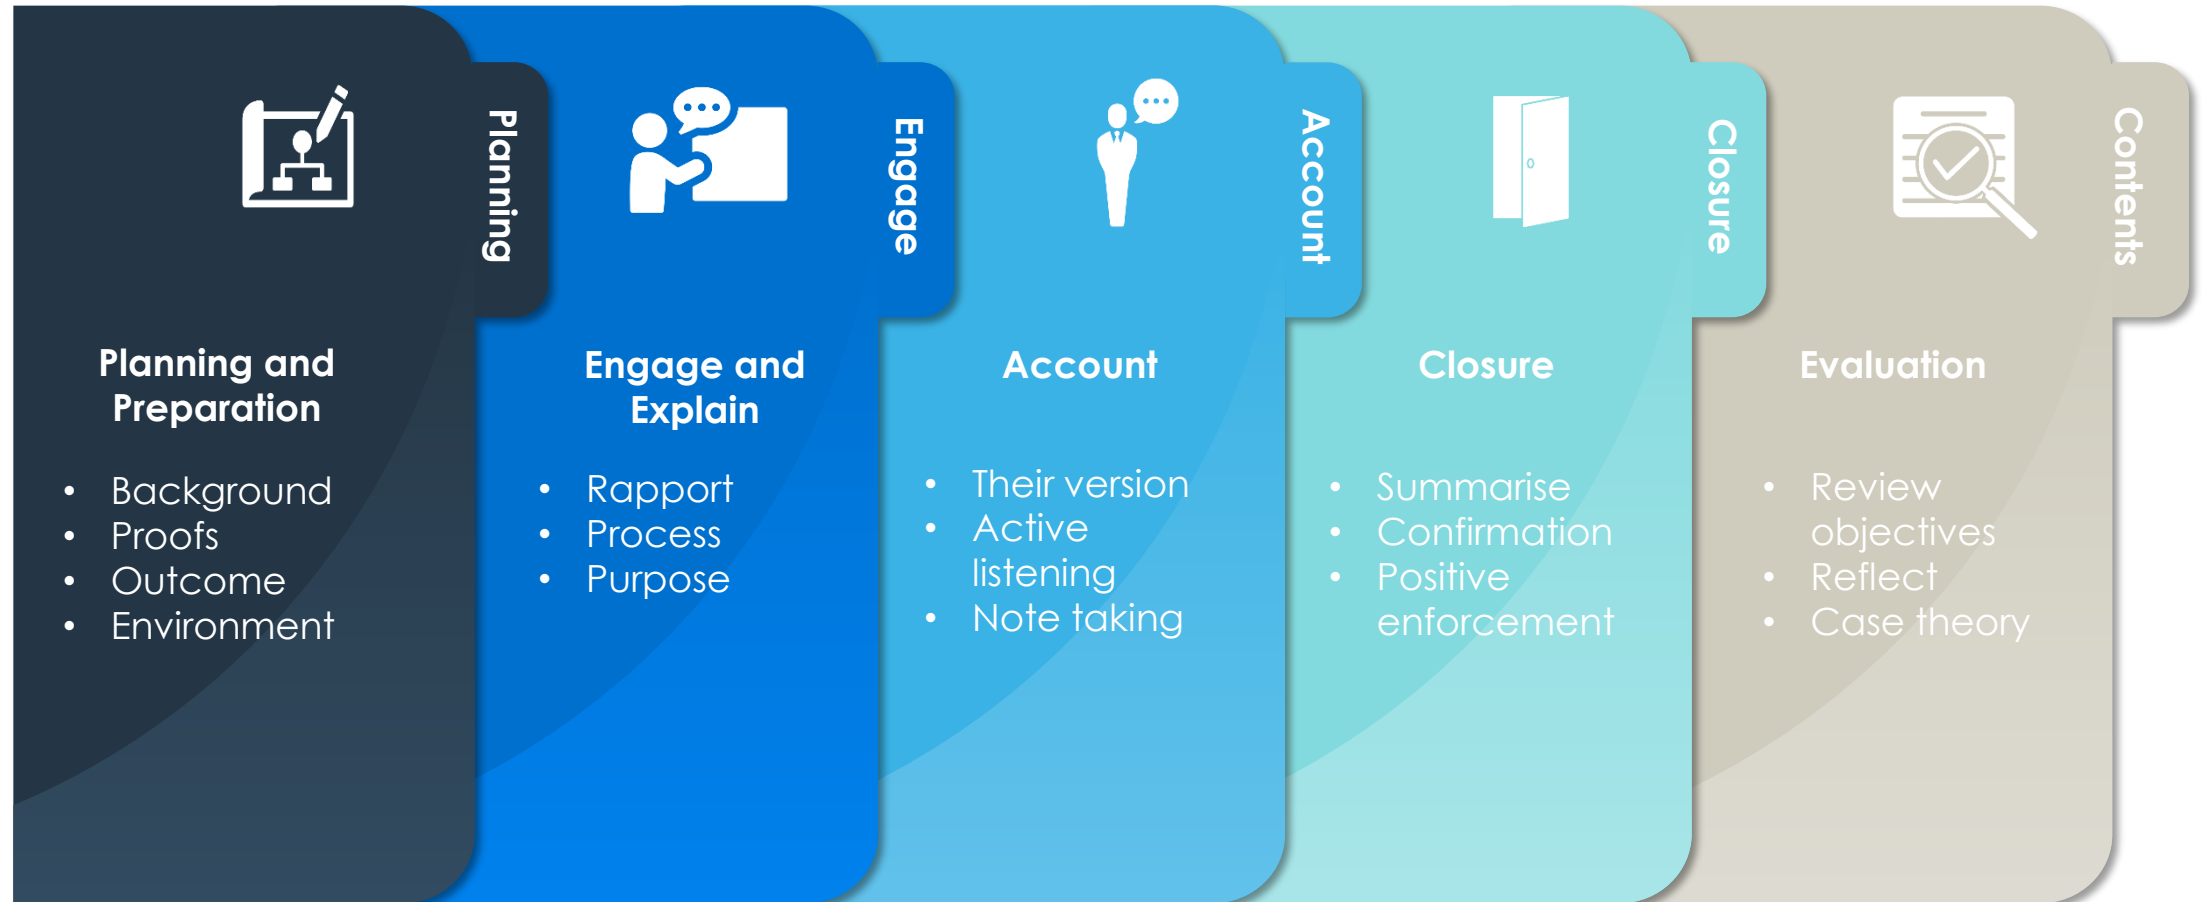 Planning
Planning and
Preparation
• Background
• Proofs
• Outcome
• Environment
Engage
Engage and
Explain
• Rapport
• Process
• Purpose
Account
Account
• Their version
• Active
listening
• Note taking
Closure
Closure
• Summarise
• Confirmation
• Positive
enforcement
Contents
Evaluation
• Review
objectives
• Reflect
• Case theory